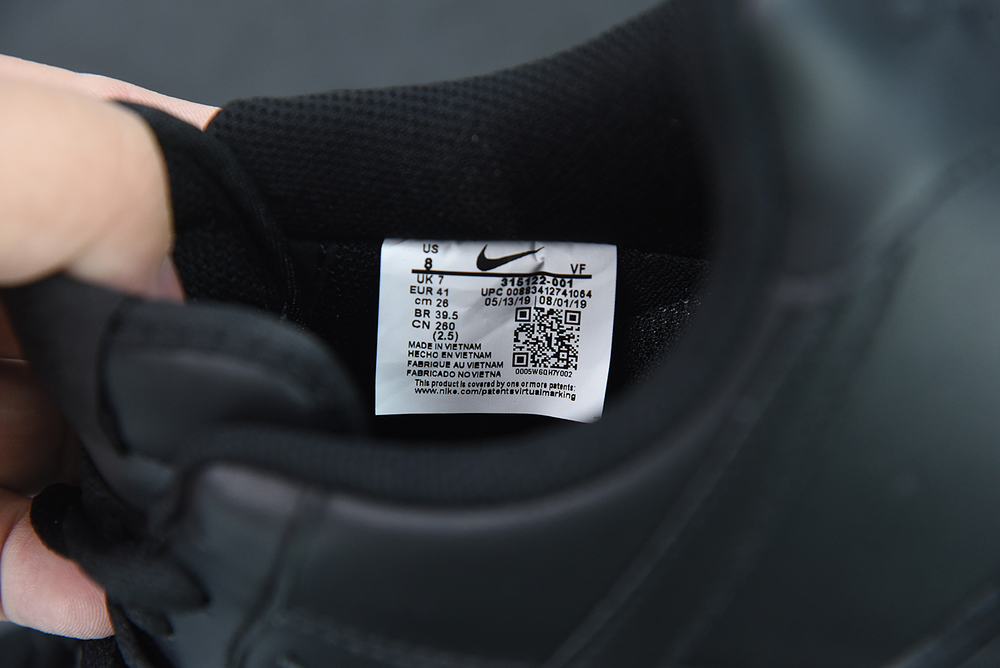 US
8
VF
UK 7
315122-001
EUR 41
UPC 00883412741064
cm 26
05/13/19 08/01/19
BR 39.5
CN 260
(2.5)
MADE IN VIETNAM
HECHO EN VIETNAM
FABRIQUE AU VIETNAM
FABRICADO NO VIETNA
0005W6QH7Y002
This product is covered by one or more patents:
www.nike.com/patentsvirtualmarking